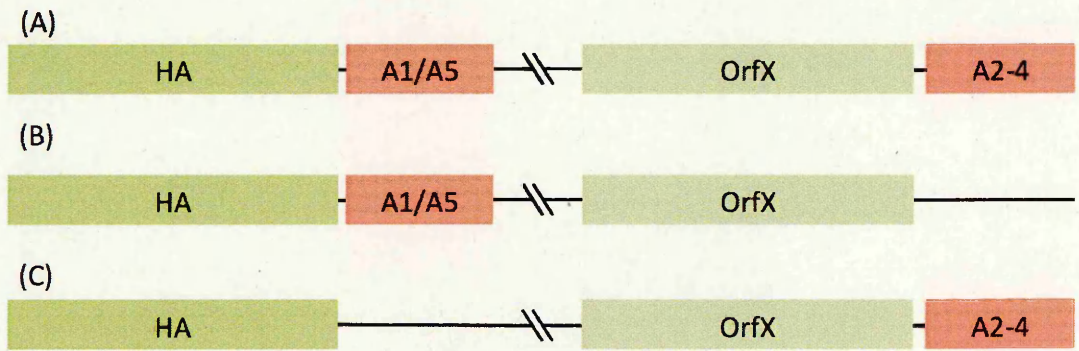 (A)
HA A1/A5 OrfX A2-4
(B)
HA A1/A5 OrfX
(C)
HA OrfX A2-4